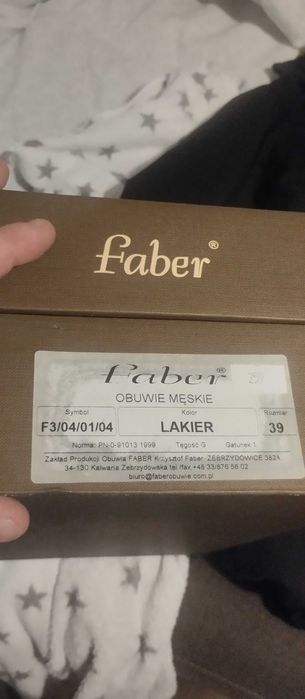 faber®
faber®
OBUWIE MĘSKIE
Symbol Kolor Rozmiar
F3/04/01/04 LAKIER 39
Norma: PN-0-91013 1999 Tęgość G Gatunek 1
Zakład Produkcji Obuwia FABER Krzysztof Faber ZEBRZYDOWICE 382A
34-130 Kalwaria Zebrzydowska tel /fax +48 33/876 56 02
biuro@faberobuwie.com.pl